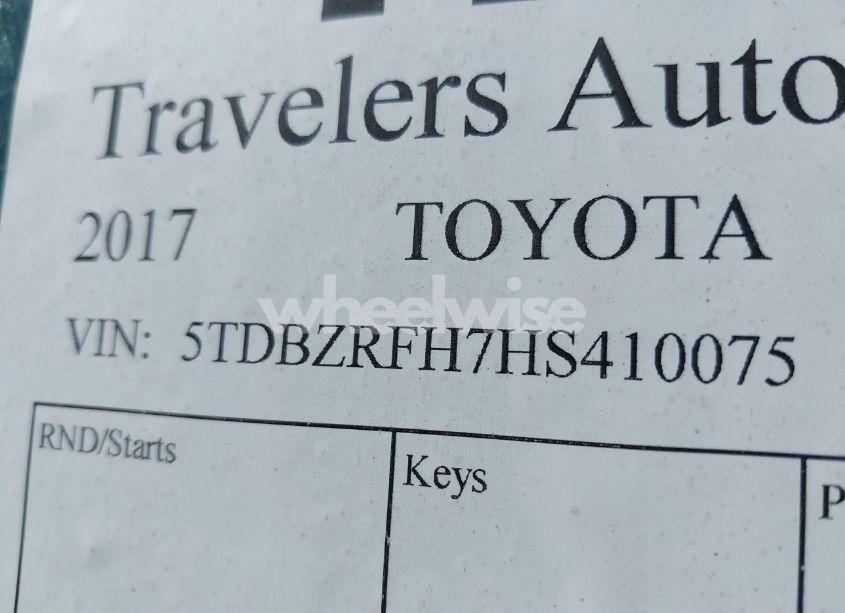 Travelers Auto
2017 TOYOTA
wheelwise
VIN: 5TDBZRFH7HS410075
RND/Starts
Keys
P